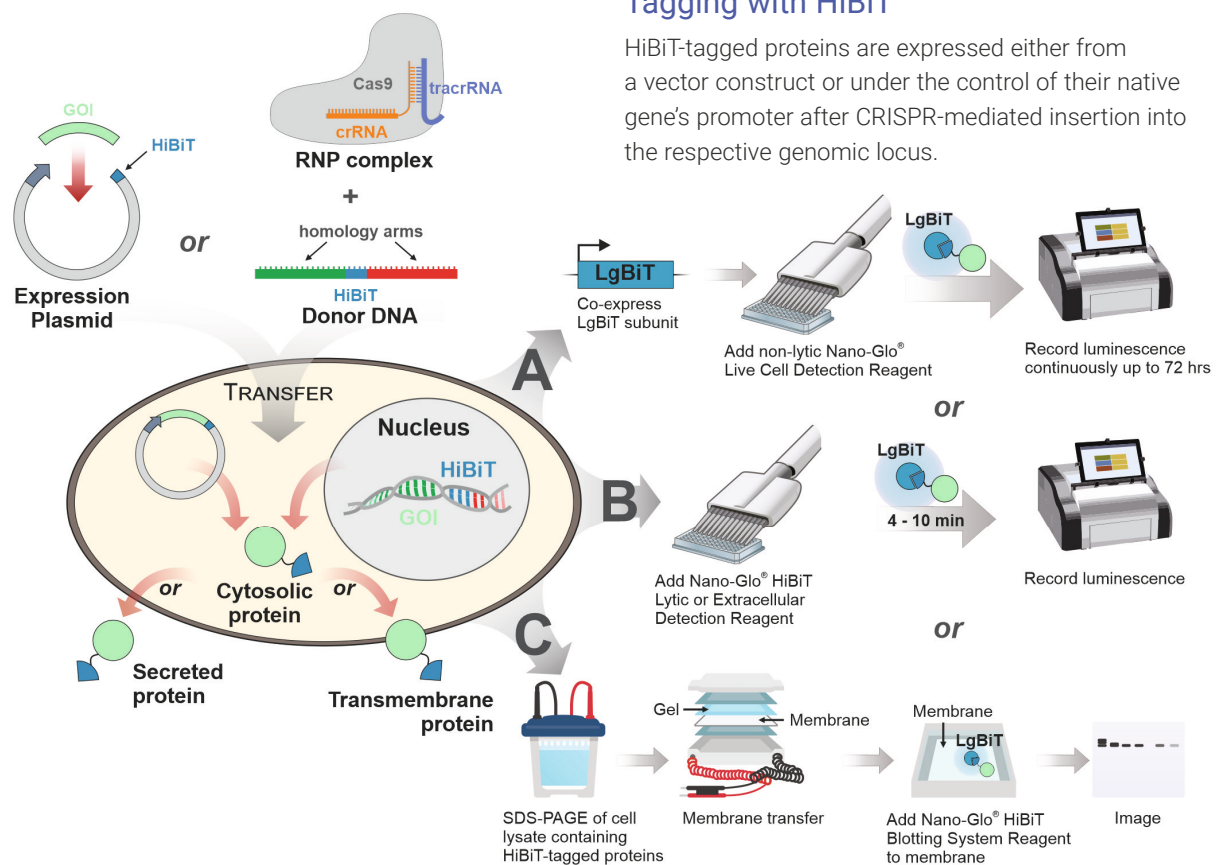 Tagging with HiBiT
HiBiT-tagged proteins are expressed either from
a vector construct or under the control of their native
gene's promoter after CRISPR-mediated insertion into
the respective genomic locus.
GOI
HiBiT
Expression
Plasmid
or
Cas9
tracrRNA
crRNA
RNP complex
+
homology arms
HiBiT
Donor DNA
TRANSFER
Nucleus
HiBiT
GOI
Cytosolic
protein
or
or
Secreted
protein
Transmembrane
protein
A
LgBiT
Co-express
LgBiT subunit
Add non-lytic Nano-Glo®
Live Cell Detection Reagent
LgBiT
Record luminescence
continuously up to 72 hrs
or
B
Add Nano-Glo® HiBiT
Lytic or Extracellular
Detection Reagent
LgBiT
4 - 10 min
Record luminescence
or
C
SDS-PAGE of cell
lysate containing
HiBiT-tagged proteins
Gel
Membrane
Membrane transfer
Membrane
LgBiT
Add Nano-Glo® HiBiT
Blotting System Reagent
to membrane
Image